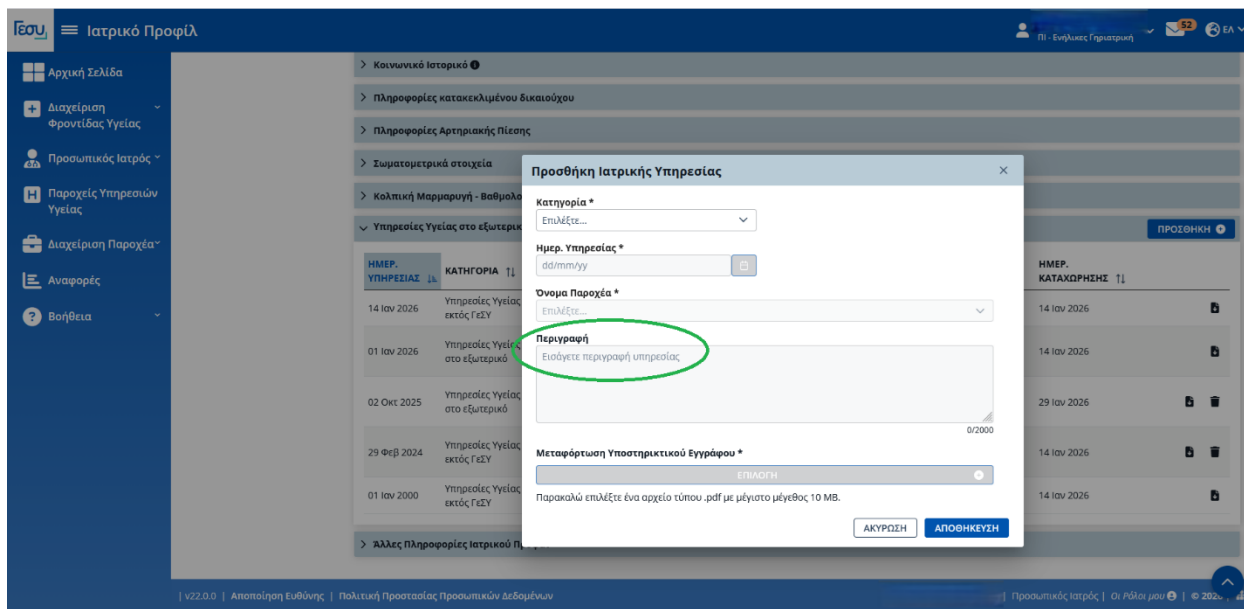 Γεσυ Ιατρικό Προφίλ
ΠΙ - Ενήλικες Γηριατρική
52
ΕΛ
Αρχική Σελίδα
Διαχείριση
Φροντίδας Υγείας
Προσωπικός Ιατρός
Παροχείς Υπηρεσιών
Υγείας
Διαχείριση Παροχέα
Αναφορές
Βοήθεια
Κοινωνικό Ιστορικό
Πληροφορίες κατακεκλιμένου δικαιούχου
Πληροφορίες Αρτηριακής Πίεσης
Σωματομετρικά στοιχεία
Κολπική Μαρμαρυγή - Βαθμολο
Υπηρεσίες Υγείας στο εξωτερικ
ΠΡΟΣΘΗΚΗ
ΗΜΕΡ.
ΥΠΗΡΕΣΙΑΣ
ΚΑΤΗΓΟΡΙΑ
ΗΜΕΡ.
ΚΑΤΑΧΩΡΗΣΗΣ
14 Ιαν 2026
Υπηρεσίες Υγείας
εκτός ΓεΣΥ
14 Ιαν 2026
01 Ιαν 2026
Υπηρεσίες Υγείας
στο εξωτερικό
14 Ιαν 2026
02 Οκτ 2025
Υπηρεσίες Υγείας
στο εξωτερικό
29 Ιαν 2026
29 Φεβ 2024
Υπηρεσίες Υγείας
εκτός ΓεΣΥ
14 Ιαν 2026
01 Ιαν 2000
Υπηρεσίες Υγείας
εκτός ΓεΣΥ
14 Ιαν 2026
Άλλες Πληροφορίες Ιατρικού
Προσθήκη Ιατρικής Υπηρεσίας
Κατηγορία *
Επιλέξτε...
Ημερ. Υπηρεσίας *
dd/mm/yy
Όνομα Παροχέα *
Επιλέξτε...
Περιγραφή
Εισάγετε περιγραφή υπηρεσίας
0/2000
Μεταφόρτωση Υποστηρικτικού Εγγράφου *
ΕΠΙΛΟΓΗ
Παρακαλώ επιλέξτε ένα αρχείο τύπου .pdf με μέγιστο μέγεθος 10 MB.
ΑΚΥΡΩΣΗ
ΑΠΟΘΗΚΕΥΣΗ
| v22.0.0 | Αποποίηση Ευθύνης | Πολιτική Προστασίας Προσωπικών Δεδομένων
| Προσωπικός Ιατρός | Οι Ρόλοι μου | ©